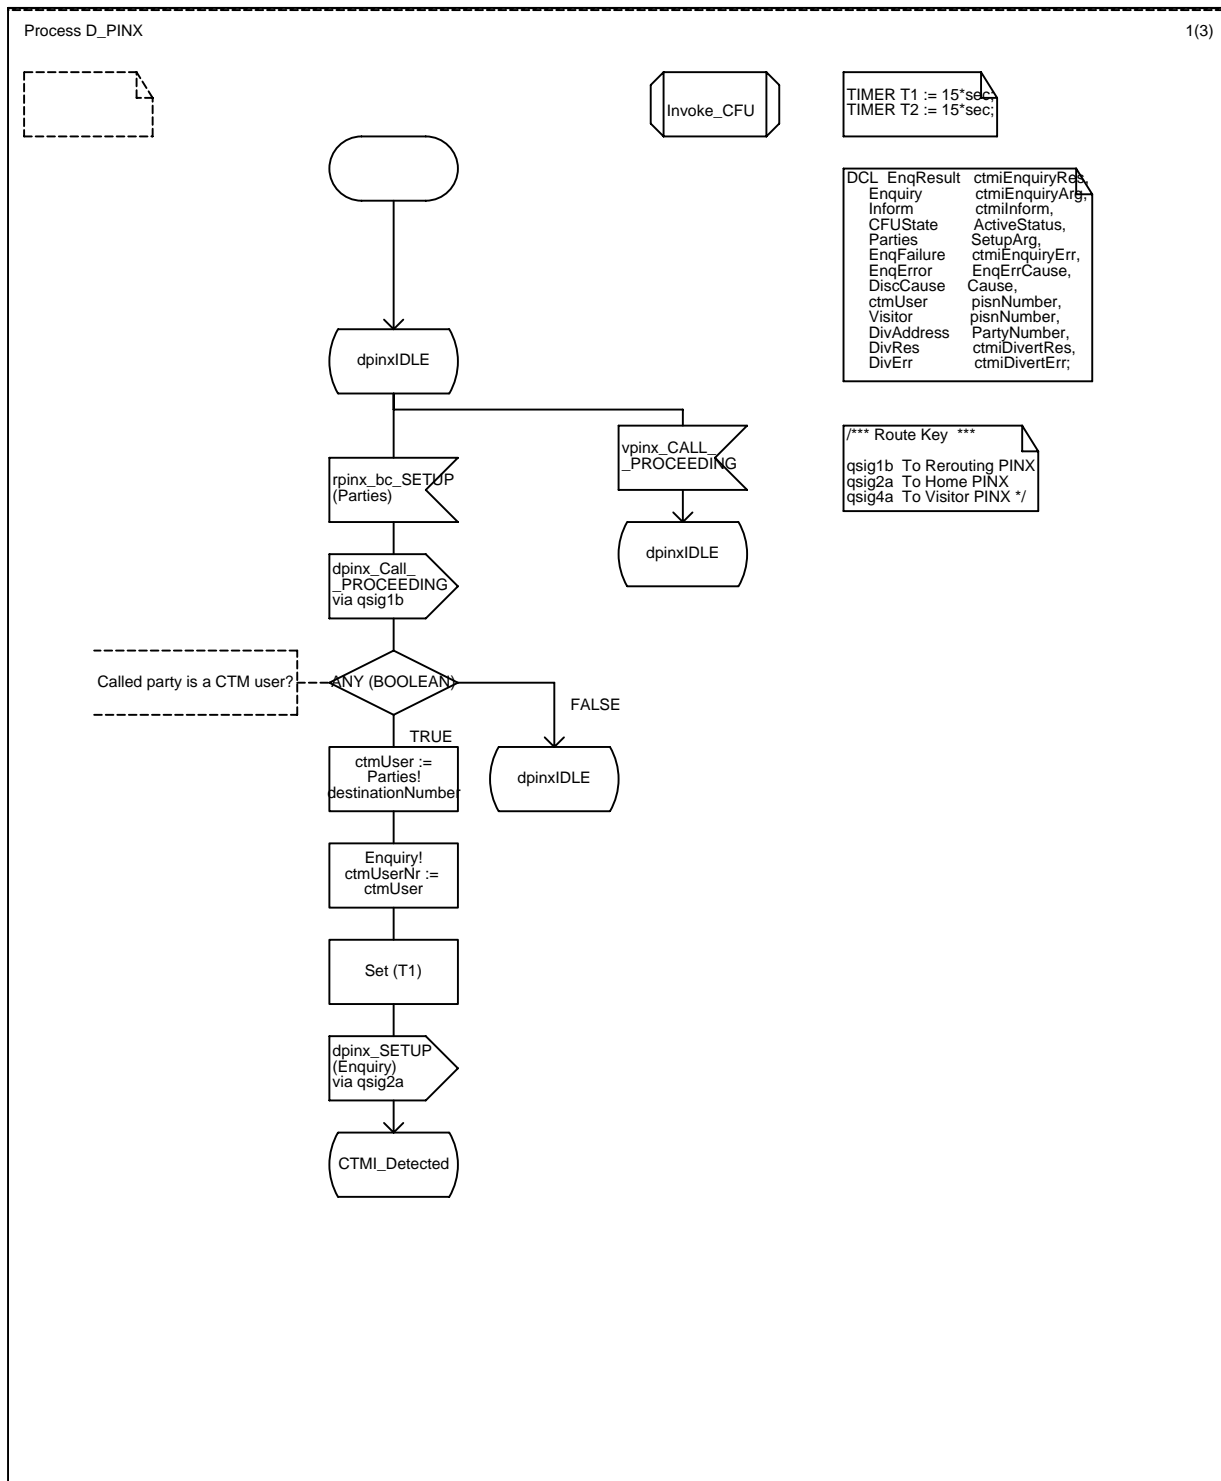 Process D_PINX
1(3)
Invoke_CFU
TIMER T1 := 15*sec;
TIMER T2 := 15*sec;
DCL EnqResult ctmiEnquiryRes,
Enquiry ctmiEnquiryArg,
Inform ctmiInform,
CFUState ActiveStatus,
Parties SetupArg,
EnqFailure ctmiEnquiryErr,
EnqError EnqErrCause,
DiscCause Cause,
ctmUser pisnNumber,
Visitor pisnNumber,
DivAddress PartyNumber,
DivRes ctmiDivertRes,
DivErr ctmiDivertErr;
dpinxIDLE
/*** Route Key ***
qsig1b To Rerouting PINX
qsig2a To Home PINX
qsig4a To Visitor PINX */
vpinx_CALL_
_PROCEEDING
rpinx_bc_SETUP
(Parties)
dpinxIDLE
dpinx_Call_
_PROCEEDING
via qsig1b
Called party is a CTM user?
ANY (BOOLEAN)
FALSE
TRUE
ctmUser :=
Parties!
destinationNumber
dpinxIDLE
Enquiry!
ctmUserNr :=
ctmUser
Set (T1)
dpinx_SETUP
(Enquiry)
via qsig2a
CTMI_Detected